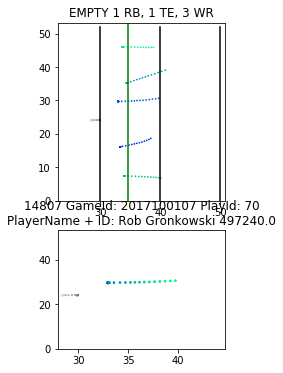 EMPTY 1 RB, 1 TE, 3 WR
50
40
30
20
10
0
30 40 50
14807 GameId: 2017100107 PlayId: 70
PlayerName + ID: Rob Gronkowski 497240.0
40
20
0
30 35 40